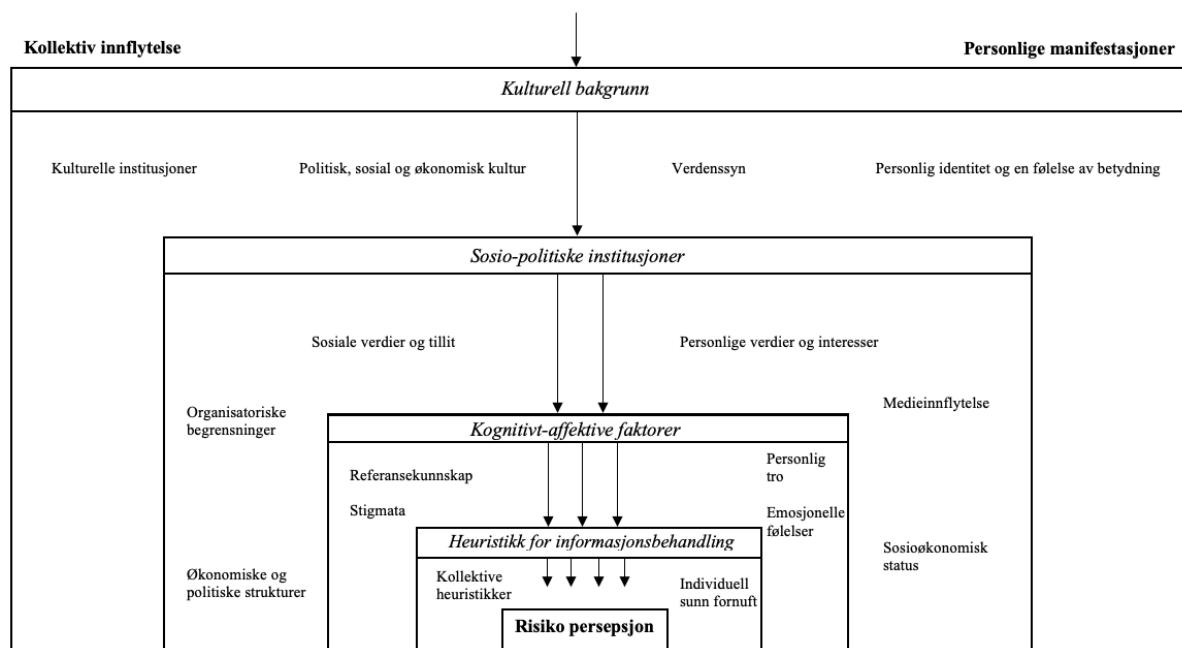 Kollektiv innflytelse
Personlige manifestasjoner
Kulturell bakgrunn
Kulturelle institusjoner
Politisk, sosial og økonomisk kultur
Verdenssyn
Personlig identitet og en følelse av betydning
Sosio-politiske institusjoner
Sosiale verdier og tillit
Personlige verdier og interesser
Organisatoriske
begrensninger
Medieinnflytelse
Kognitivt-affektive faktorer
Referansekunnskap
Personlig
tro
Stigmata
Emosjonelle
følelser
Heuristikk for informasjonsbehandling
Økonomiske og
politiske strukturer
Sosioøkonomisk
status
Kollektive
heuristikker
Individuell
sunn fornuft
Risiko persepsjon